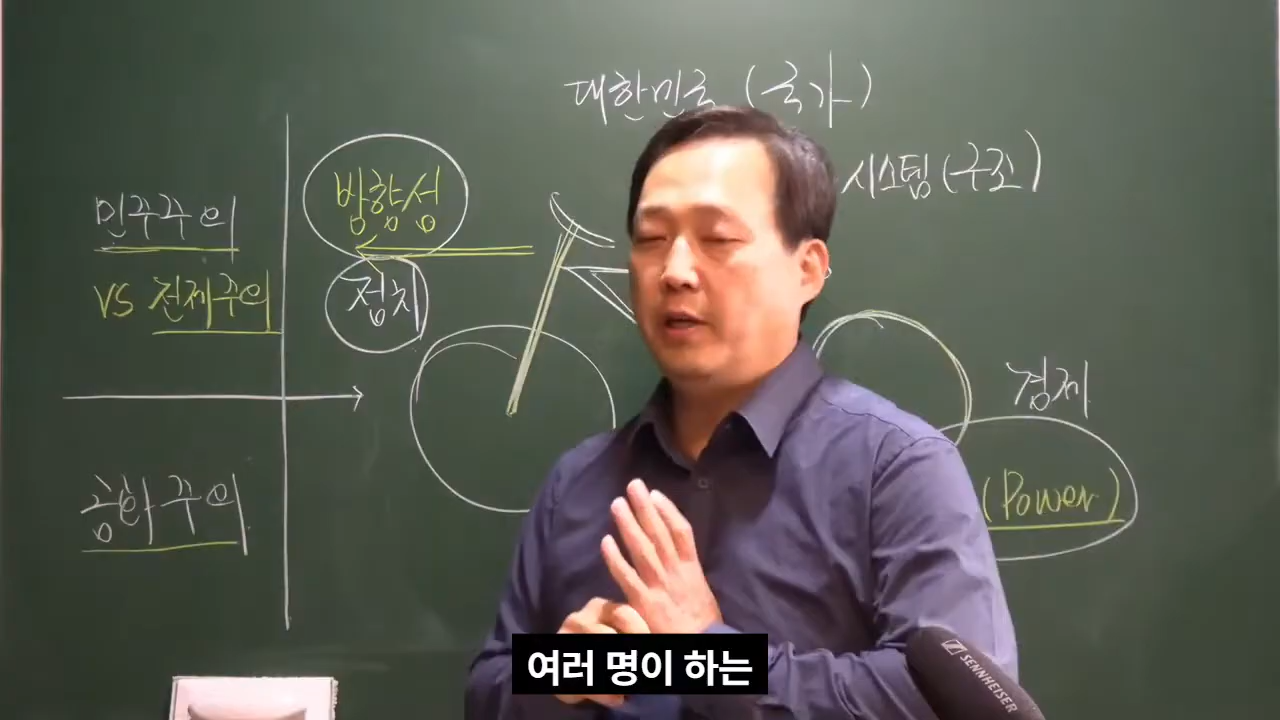 대한민국 (국가)
시스템 (구조)
방향성
민주주의
vs 전제주의
정치
경제
(Power)
공화주의
여러 명이 하는
SENNHEISER